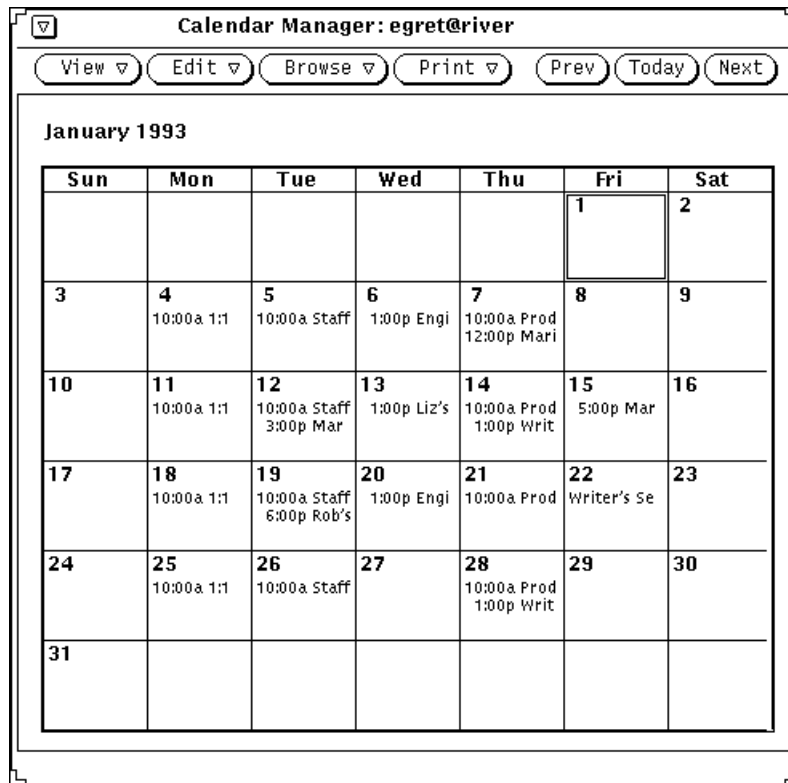 Calendar Manager: egret@river
View Edit Browse Print Prev Today Next
January 1993
Sun Mon Tue Wed Thu Fri Sat
1 2
3 4 5 6 7 8 9
10:00a 1:1 10:00a Staff 1:00p Engi 10:00a Prod
12:00p Mari
10 11 12 13 14 15 16
10:00a 1:1 10:00a Staff 1:00p Liz's 10:00a Prod 5:00p Mar
3:00p Mar 1:00p Writ
17 18 19 20 21 22 23
10:00a 1:1 10:00a Staff 1:00p Engi 10:00a Prod Writer's Se
6:00p Rob's
24 25 26 27 28 29 30
10:00a 1:1 10:00a Staff 10:00a Prod
1:00p Writ
31